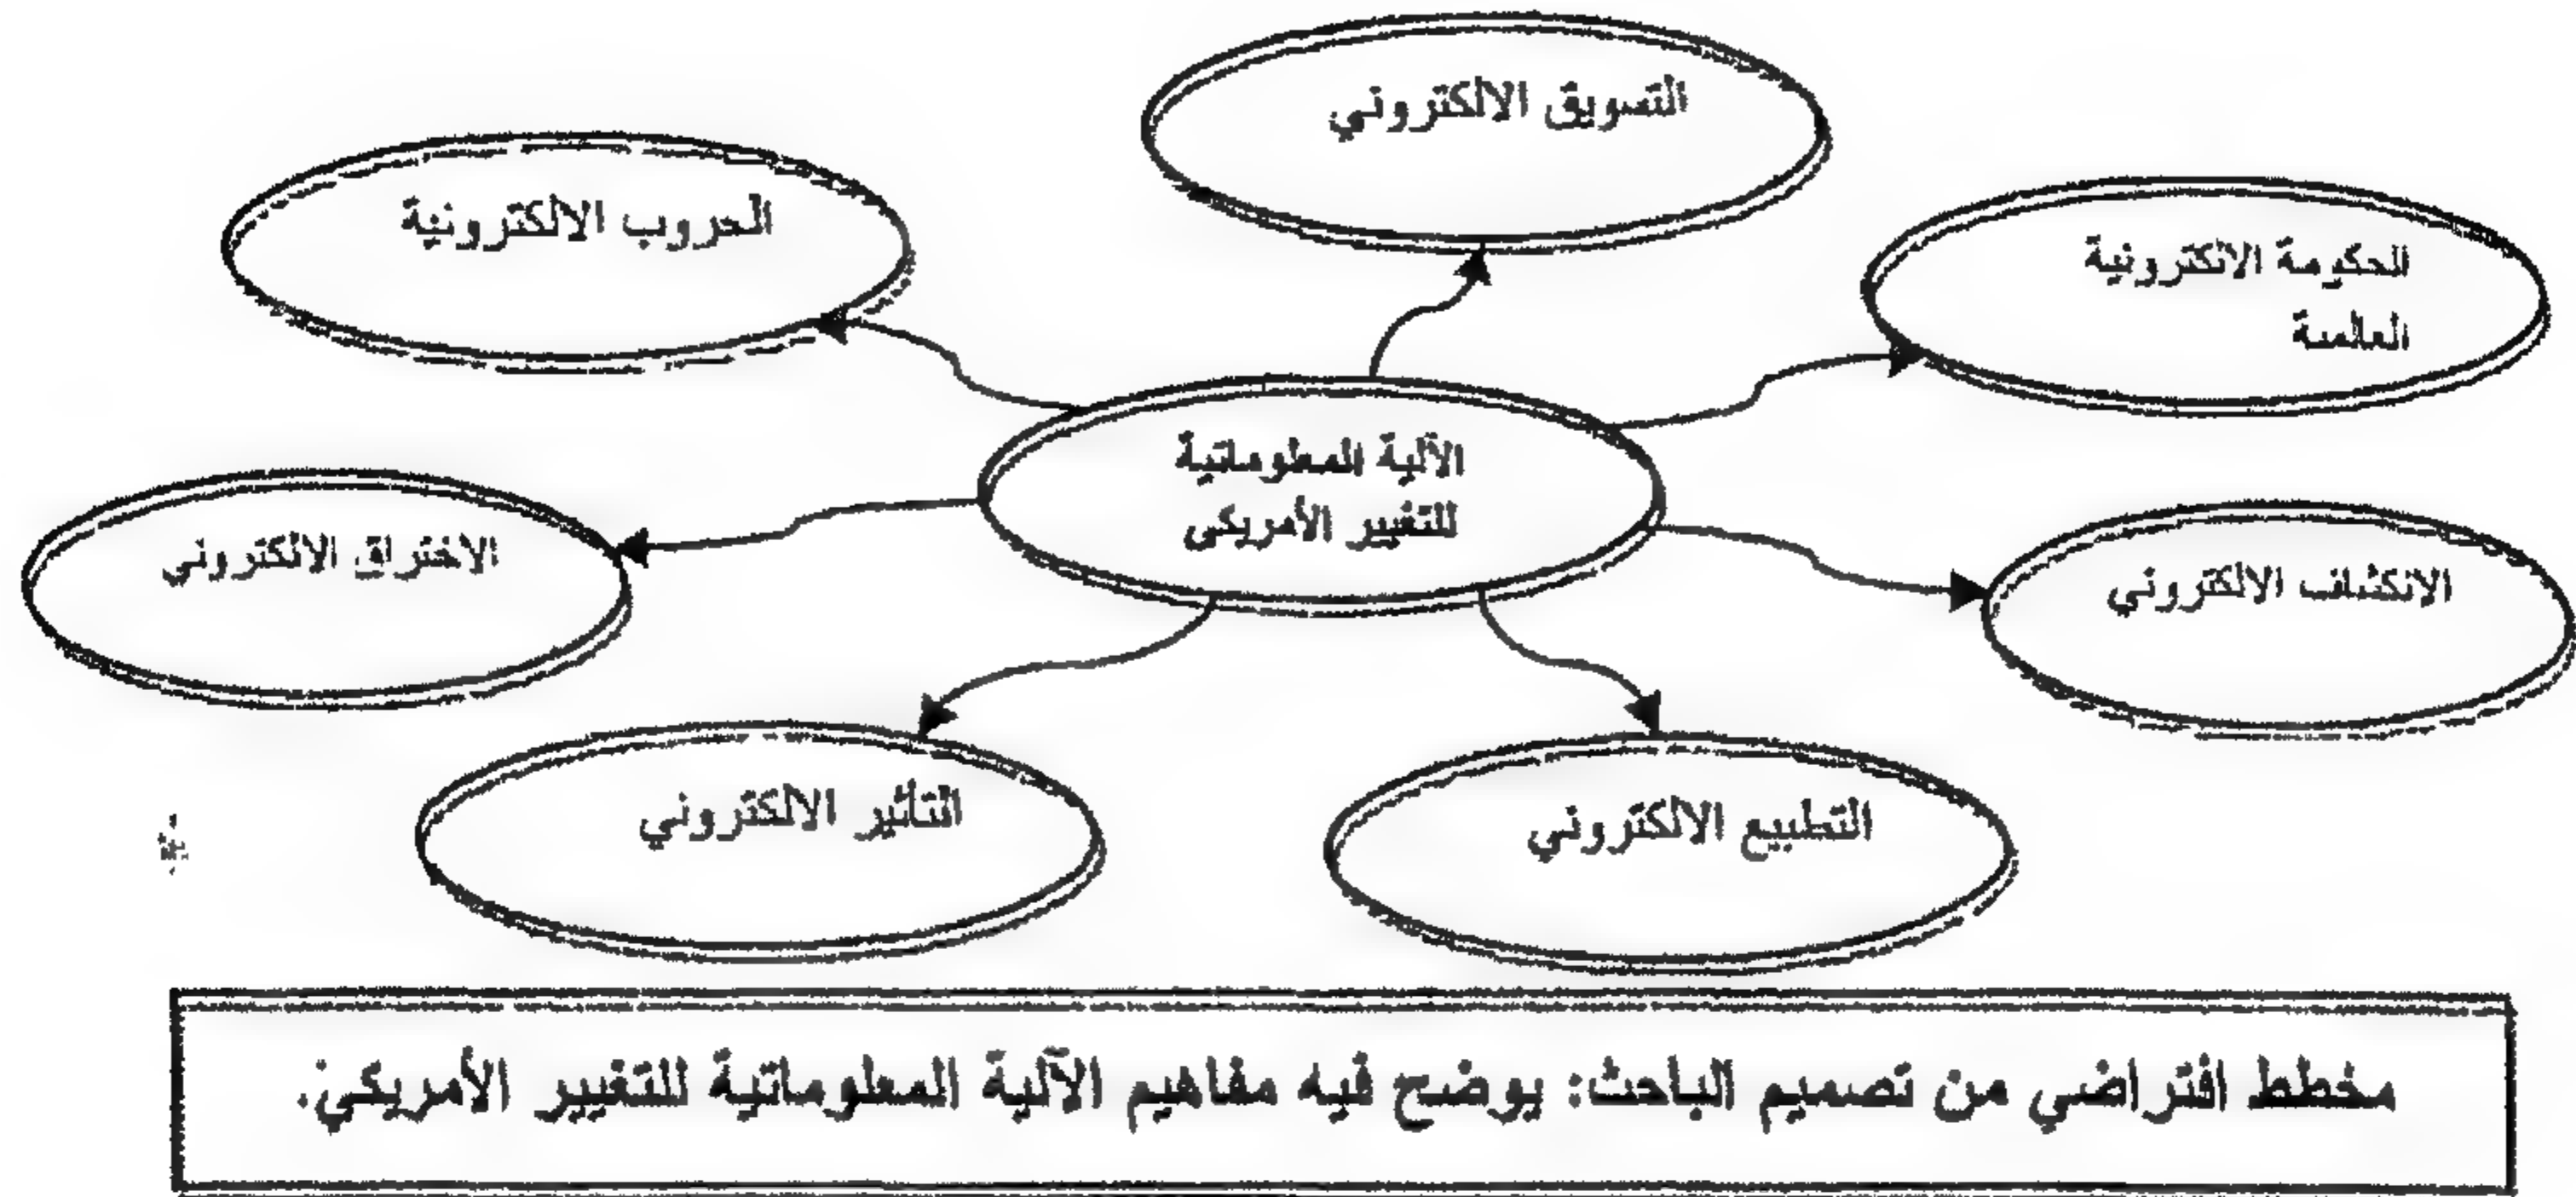 التسويق الالكتروني
الحروب الالكترونية
الحكومة الالكترونية
العالمية
الآلية المعلوماتية
للتغيير الأمريكي
الاختراق الالكتروني
الانكشاف الالكتروني
التأثير الالكتروني
التطبيع الالكتروني
مخطط افتراضي من تصميم الباحث: يوضح فيه مفاهيم الآلية المعلوماتية للتغيير الأمريكي.